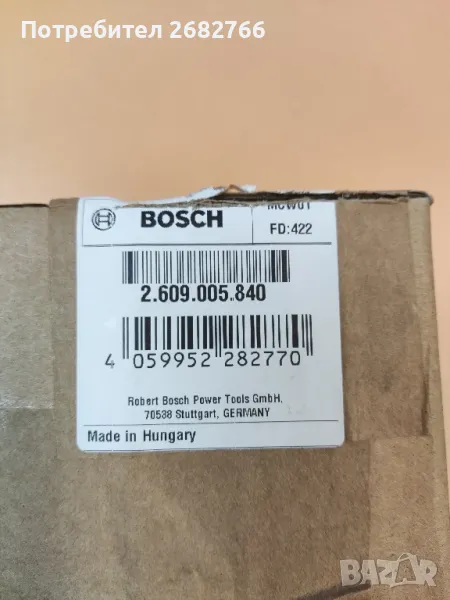 Потребител 2682766
BOSCH
MCW01
FD:422
2.609.005.840
4 059952 282770
Robert Bosch Power Tools GmbH.
70538 Stuttgart, GERMANY
Made in Hungary
BAZAR